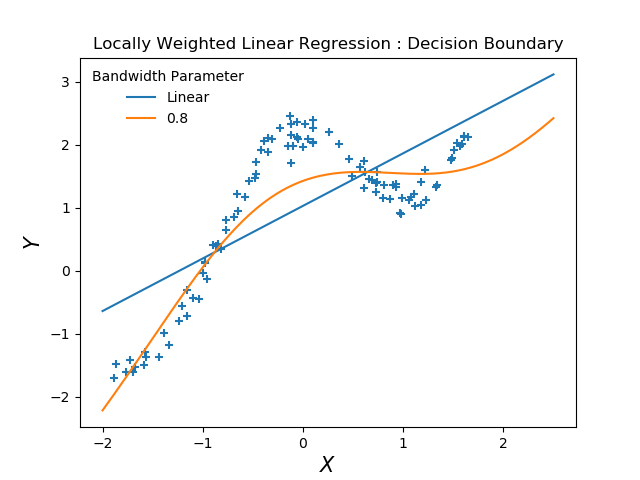 Locally Weighted Linear Regression : Decision Boundary
Bandwidth Parameter
Linear
0.8
3
2
1
0
−1
−2
Y
−2 −1 0 1 2
X